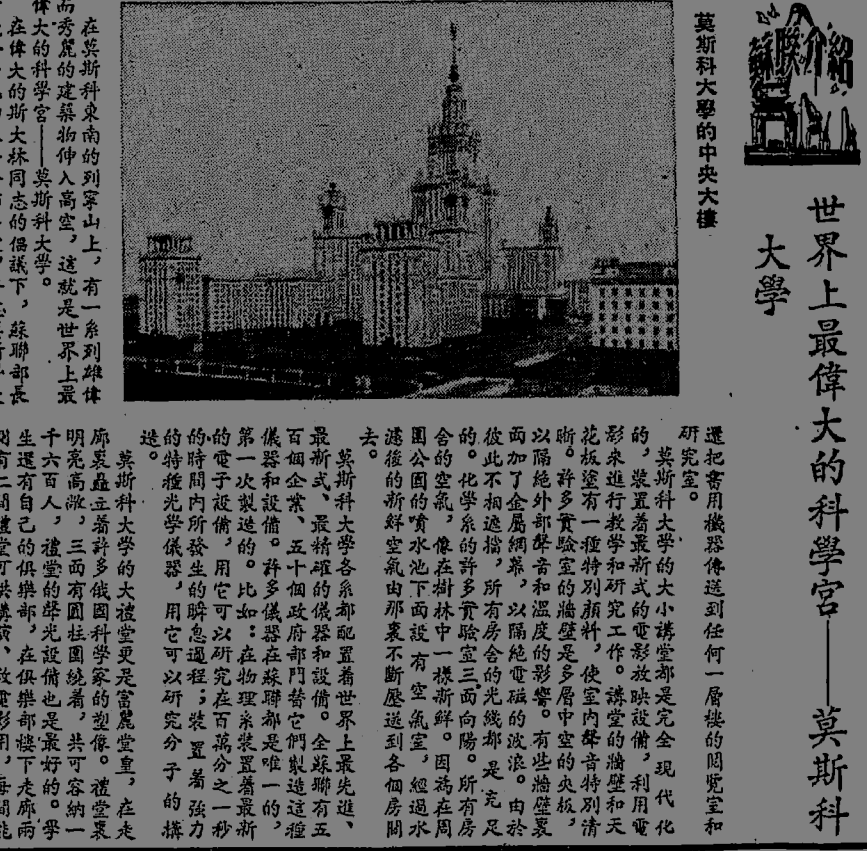 蘇聯介紹
世界上最偉大的科學宮——莫斯科
大學
莫斯科大學的中央大樓
在莫斯科東南的列寧山上，有一系列雄偉
而秀麗的建築物伸入高空，這就是世界上最
偉大的科學宮——莫斯科大學。
在偉大的斯大林同志的倡議下，蘇聯部長
還把書用機器傳送到任何一層樓的閱覽室和
研究室。
莫斯科大學的大小講堂都是完全現代化
的，裝置着最新式的電影放映設備，利用電
影來進行教學和研究工作。講堂的牆壁和天
花板塗有一種特別顏料，使室內聲音特別清
晰。許多實驗室的牆壁是多層中空的夾板，
以隔絕外部聲音和溫度的影響。有些牆壁裏
面加了金屬網幕，以隔絕電磁的波浪。由於
彼此不相遮擋，所有房舍的光綫都是充足
的。化學系的許多實驗室三面向陽。所有房
舍的空氣，像在樹林中一樣新鮮。因爲在周
圍公園的噴水池下面設有空氣室，經過水
濾後的新鮮空氣由那裏不斷壓送到各個房間
去。
莫斯科大學各系都配置着世界上最先進、
最新式、最精確的儀器和設備。全蘇聯有五
百個企業、五十個政府部門替它們製造這種
儀器和設備。許多儀器在蘇聯都是唯一的，
第一次製造的。比如：在物理系裝置着最新
的電子設備，用它可以研究在百萬分之一秒
的時間內所發生的瞬息過程；裝置着強力
的特種光學儀器，用它可以研究分子的構
造。
莫斯科大學的大禮堂更是富麗堂皇，在走
廊裏矗立着許多俄國科學家的塑像。禮堂裏
明亮高敞，三面有圓柱圍繞着，共可容納一
千六百人，禮堂的聲光設備也是最好的。學
生還有自己的俱樂部，在俱樂部樓下走廊兩